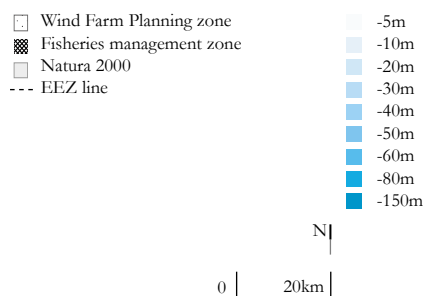 Wind Farm Planning zone
Fisheries management zone
Natura 2000
EEZ line
-5m
-10m
-20m
-30m
-40m
-50m
-60m
-80m
-150m
N
0 20km